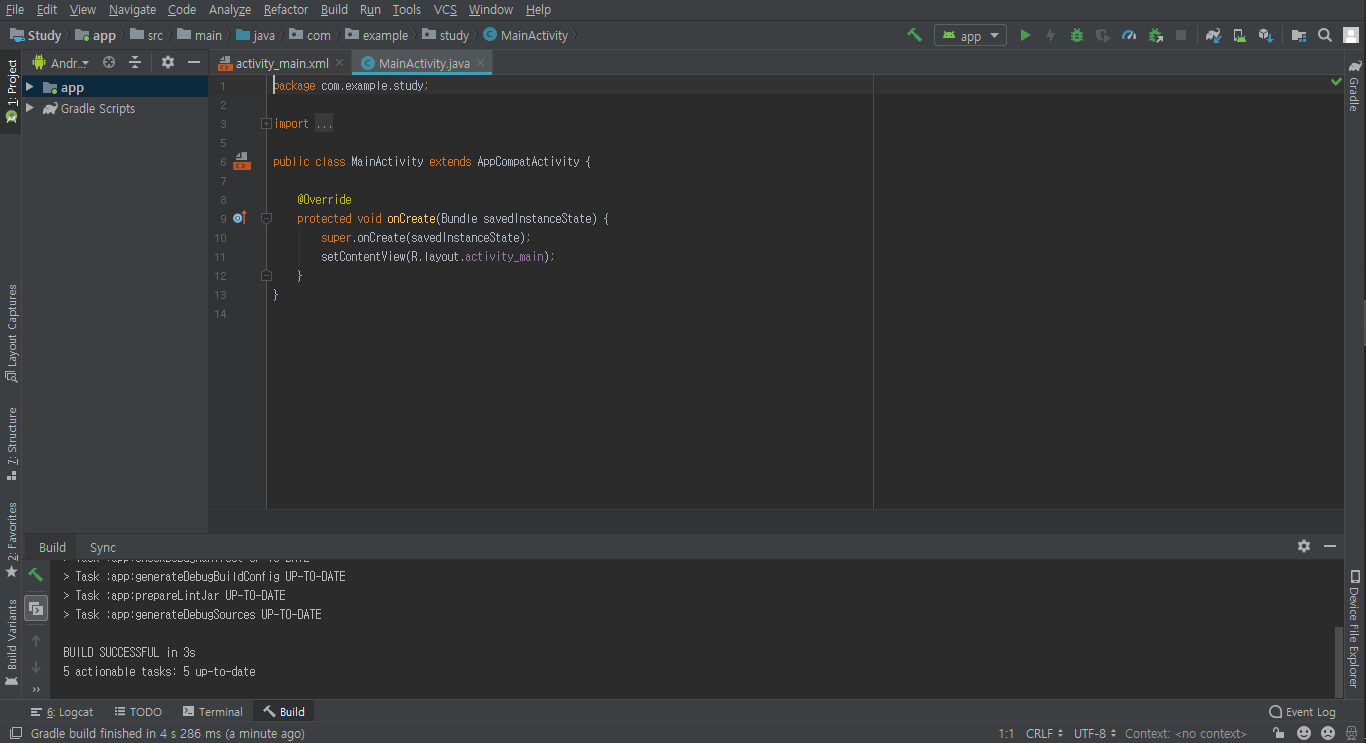 File Edit View Navigate Code Analyze Refactor Build Run Tools VCS Window Help
Study app src main java com example study MainActivity app
1: Project
Andr..
activity_main.xml MainActivity.java
app
Gradle Scripts
1 package com.example.study;
2
3 import ...
5
6 public class MainActivity extends AppCompatActivity {
7
8 @Override
9 protected void onCreate(Bundle savedInstanceState) {
10 super.onCreate(savedInstanceState);
11 setContentView(R.layout.activity_main);
12 }
13 }
14
Layout Captures
7: Structure
2: Favorites
Build Variants
Gradle
Device File Explorer
Build Sync
> Task :app:generateDebugBuildConfig UP-TO-DATE
> Task :app:prepareLintJar UP-TO-DATE
> Task :app:generateDebugSources UP-TO-DATE
BUILD SUCCESSFUL in 3s
5 actionable tasks: 5 up-to-date
6: Logcat TODO Terminal Build Event Log
Gradle build finished in 4 s 286 ms (a minute ago) 1:1 CRLF UTF-8 Context: <no context>